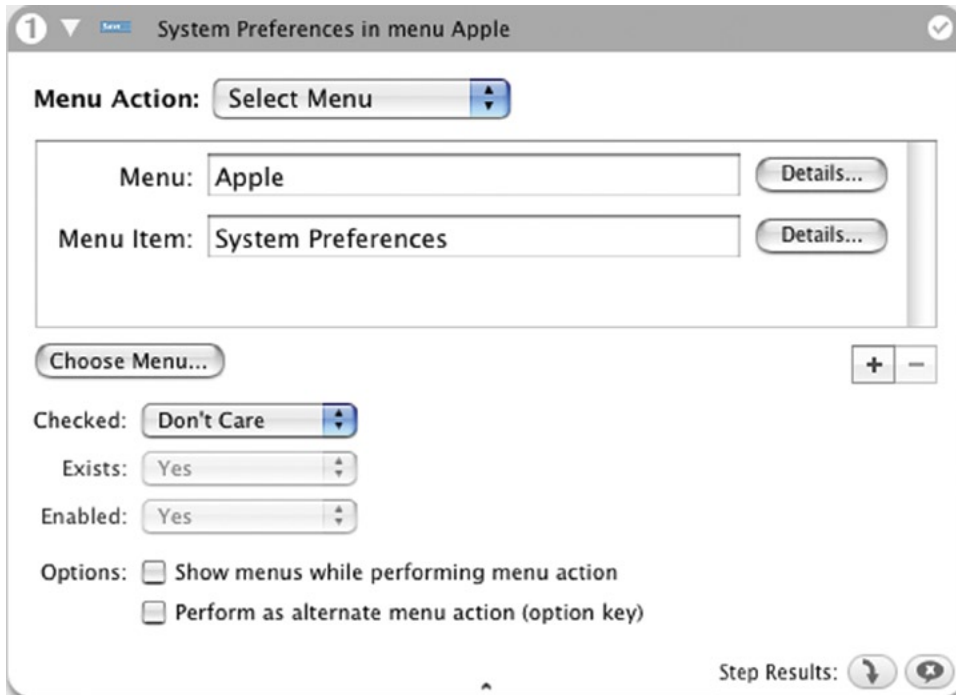 1 System Preferences in menu Apple
Menu Action: Select Menu
Menu: Apple Details...
Menu Item: System Preferences Details...
Choose Menu... + −
Checked: Don't Care
Exists: Yes
Enabled: Yes
Options: Show menus while performing menu action
Perform as alternate menu action (option key)
Step Results: